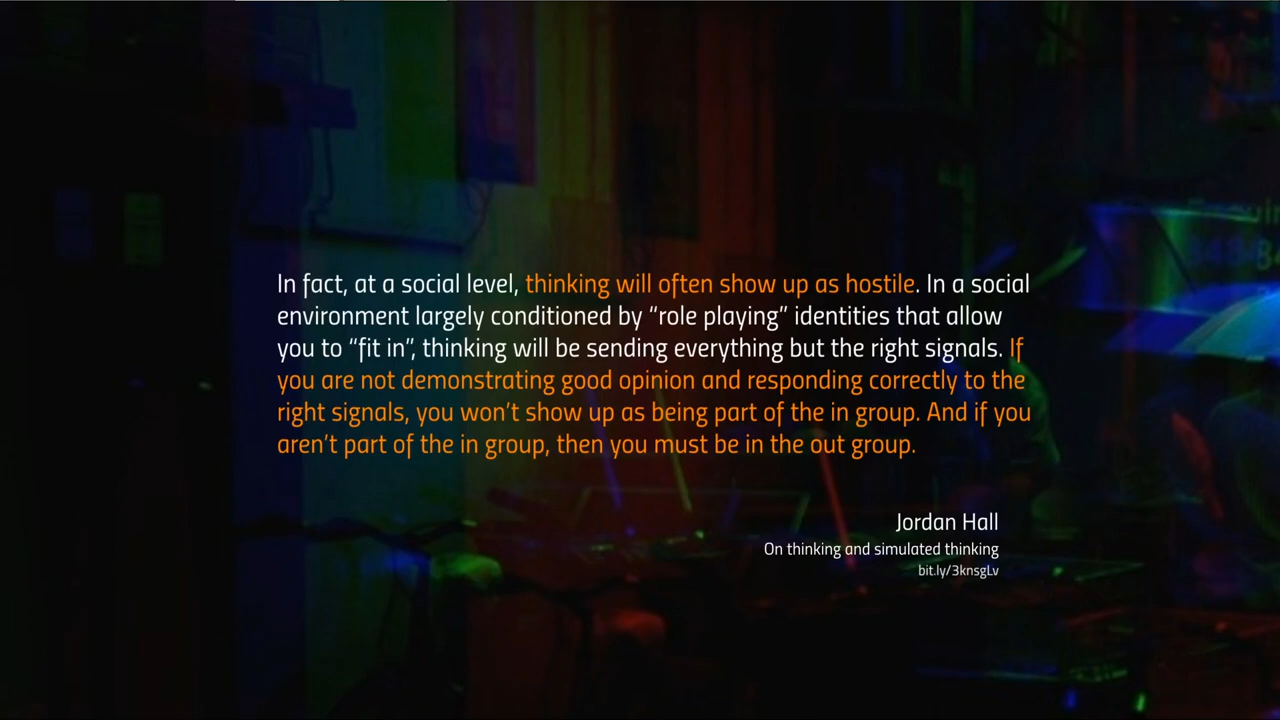 In fact, at a social level, thinking will often show up as hostile. In a social
environment largely conditioned by “role playing” identities that allow
you to “fit in”, thinking will be sending everything but the right signals. If
you are not demonstrating good opinion and responding correctly to the
right signals, you won’t show up as being part of the in group. And if you
aren’t part of the in group, then you must be in the out group.
Jordan Hall
On thinking and simulated thinking
bit.ly/3knsgLv